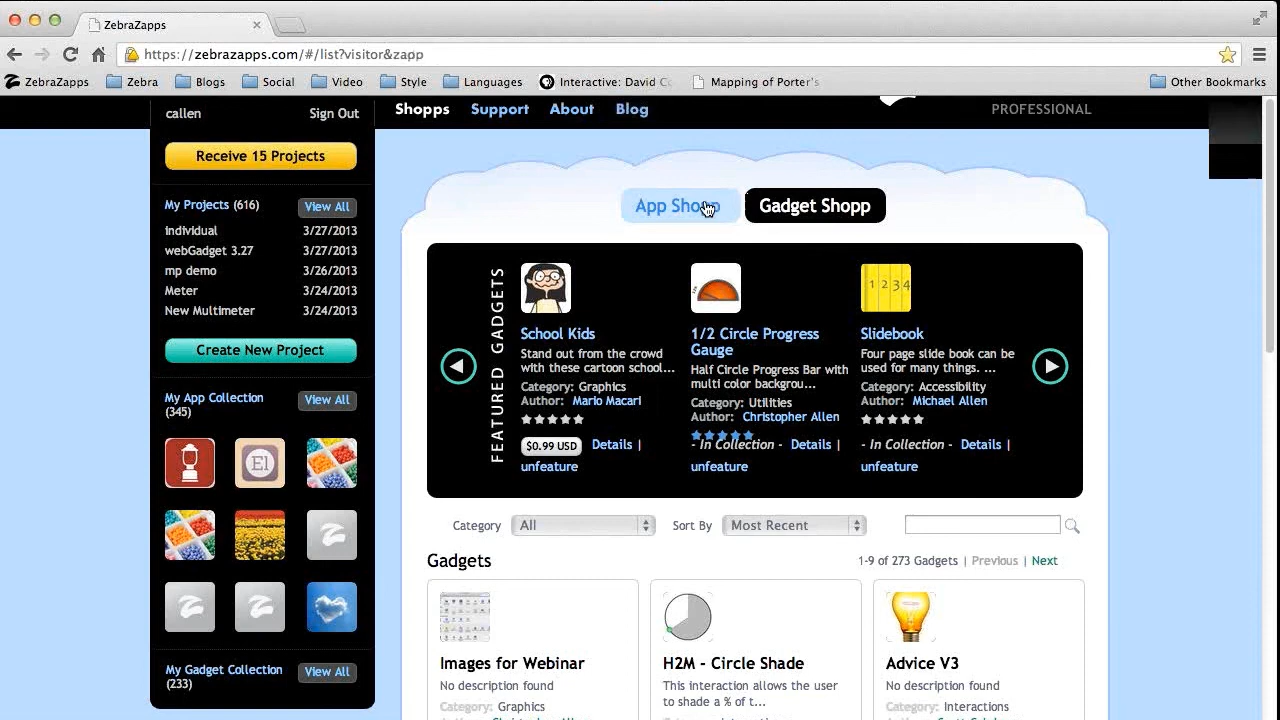 ZebraZapps
https://zebrazapps.com/#/list?visitor&zapp
ZebraZapps Zebra Blogs Social Video Style Languages Interactive: David C Mapping of Porter's Other Bookmarks
callen Sign Out
Shopps Support About Blog
PROFESSIONAL
Receive 15 Projects
My Projects (616) View All
individual 3/27/2013
webGadget 3.27 3/27/2013
mp demo 3/26/2013
Meter 3/24/2013
New Multimeter 3/24/2013
Create New Project
My App Collection
(345)
View All
El
My Gadget Collection
(233)
View All
App Shopp Gadget Shopp
FEATURED GADGETS
School Kids
Stand out from the crowd
with these cartoon school...
Category: Graphics
Author: Mario Macari
$0.99 USD Details |
unfeature
1/2 Circle Progress
Gauge
Half Circle Progress Bar with
multi color backgrou...
Category: Utilities
Author: Christopher Allen
- In Collection - Details |
unfeature
1 2 3 4
Slidebook
Four page slide book can be
used for many things. ...
Category: Accessibility
Author: Michael Allen
- In Collection - Details |
unfeature
Category All Sort By Most Recent
Gadgets 1-9 of 273 Gadgets | Previous | Next
Images for Webinar
No description found
Category: Graphics
H2M - Circle Shade
This interaction allows the user
to shade a % of t...
Advice V3
No description found
Category: Interactions